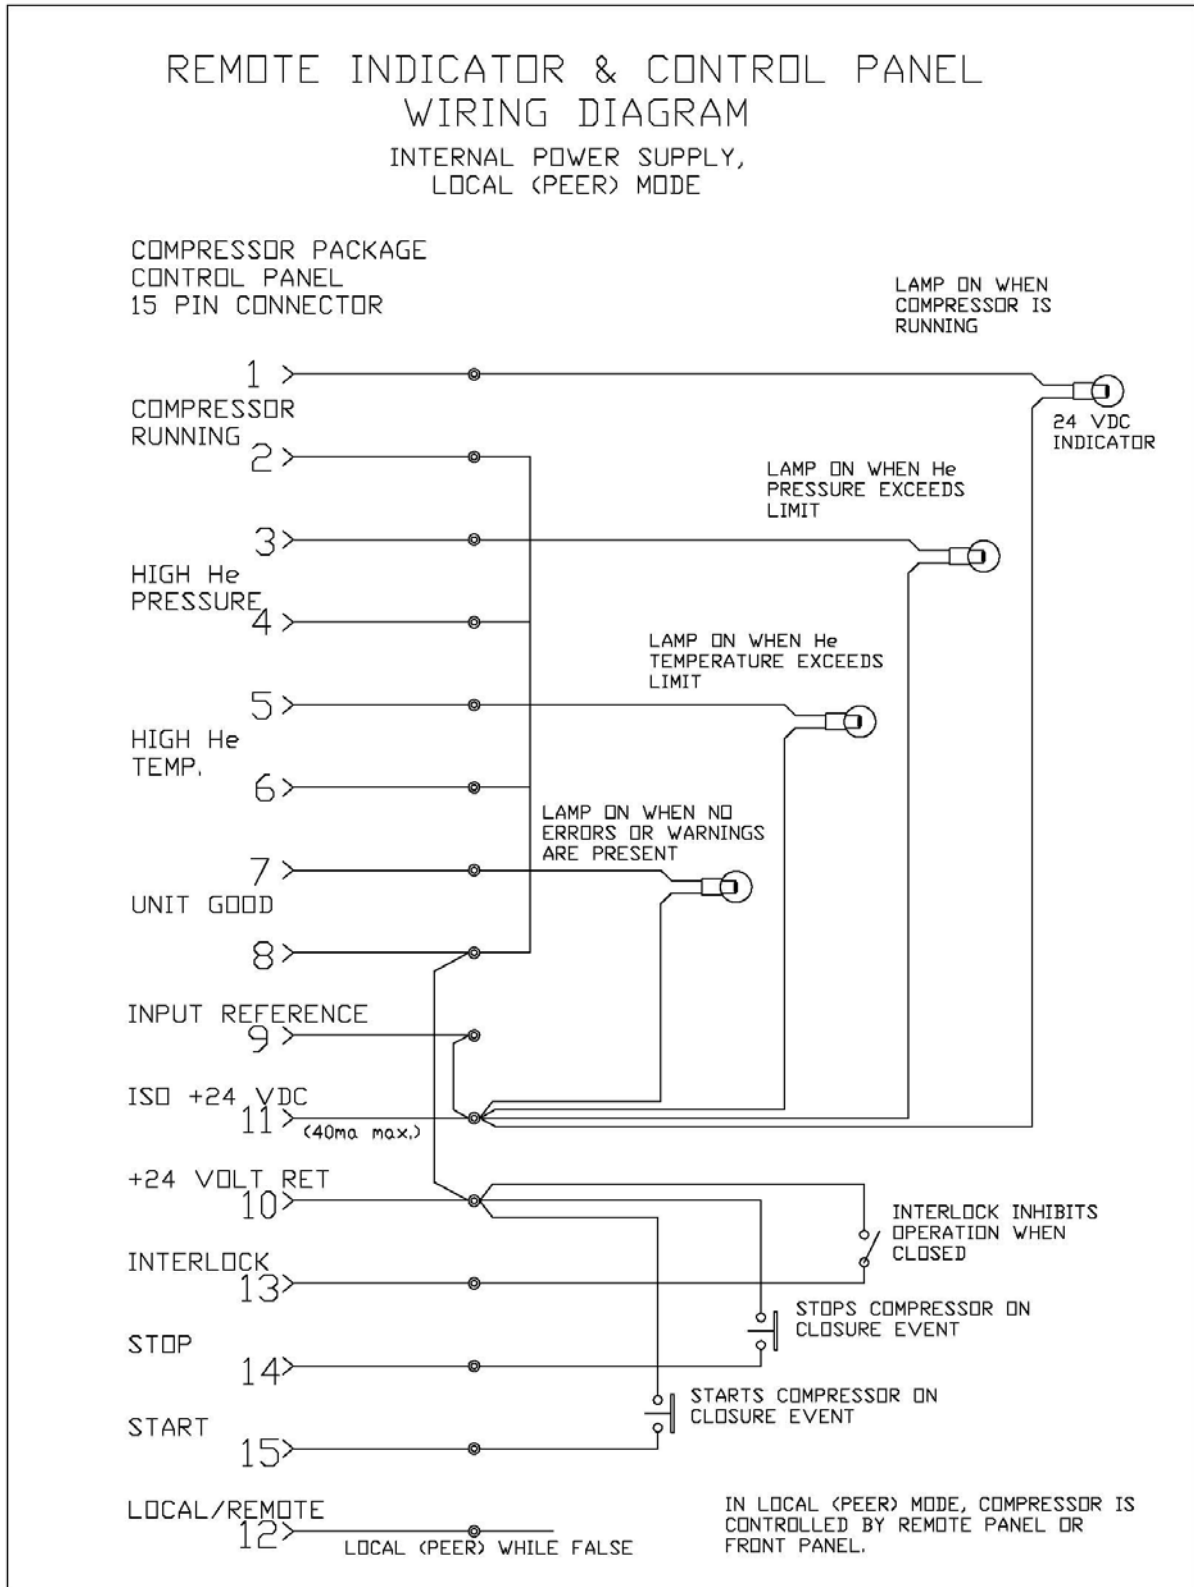 REMOTE INDICATOR & CONTROL PANEL
WIRING DIAGRAM
INTERNAL POWER SUPPLY,
LOCAL (PEER) MODE
COMPRESSOR PACKAGE
CONTROL PANEL
15 PIN CONNECTOR
LAMP ON WHEN
COMPRESSOR IS
RUNNING
1
COMPRESSOR
RUNNING
24 VDC
INDICATOR
2
LAMP ON WHEN He
PRESSURE EXCEEDS
LIMIT
3
HIGH He
PRESSURE
4
LAMP ON WHEN He
TEMPERATURE EXCEEDS
LIMIT
5
HIGH He
TEMP.
6
LAMP ON WHEN NO
ERRORS OR WARNINGS
ARE PRESENT
7
UNIT GOOD
8
INPUT REFERENCE
9
ISO +24 VDC
11
(40ma max.)
+24 VOLT RET
10
INTERLOCK INHIBITS
OPERATION WHEN
CLOSED
INTERLOCK
13
STOPS COMPRESSOR ON
CLOSURE EVENT
STOP
14
STARTS COMPRESSOR ON
CLOSURE EVENT
START
15
LOCAL/REMOTE
12
LOCAL (PEER) WHILE FALSE
IN LOCAL (PEER) MODE, COMPRESSOR IS
CONTROLLED BY REMOTE PANEL OR
FRONT PANEL.